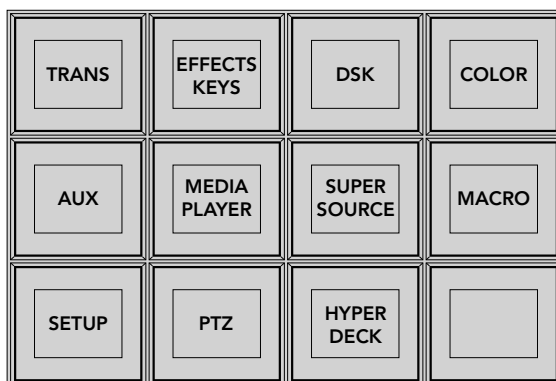 TRANS
EFFECTS
KEYS
DSK
COLOR
AUX
MEDIA
PLAYER
SUPER
SOURCE
MACRO
SETUP
PTZ
HYPER
DECK